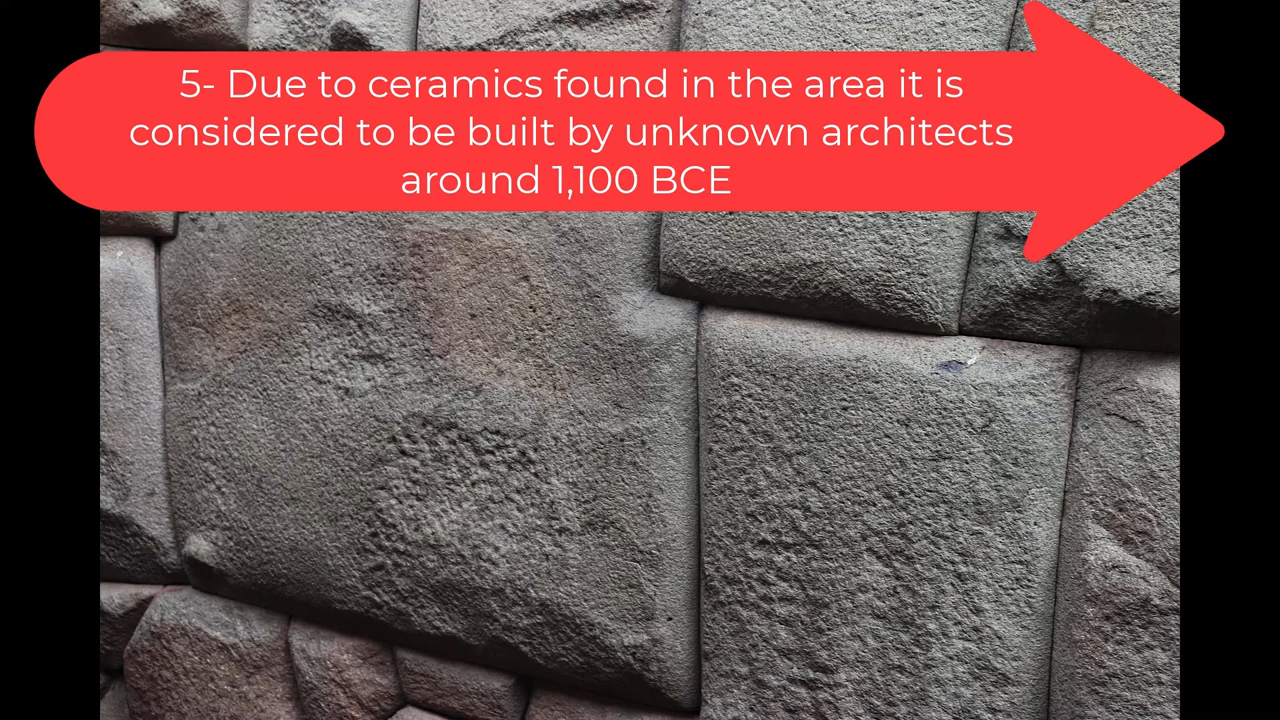 5- Due to ceramics found in the area it is
considered to be built by unknown architects
around 1,100 BCE